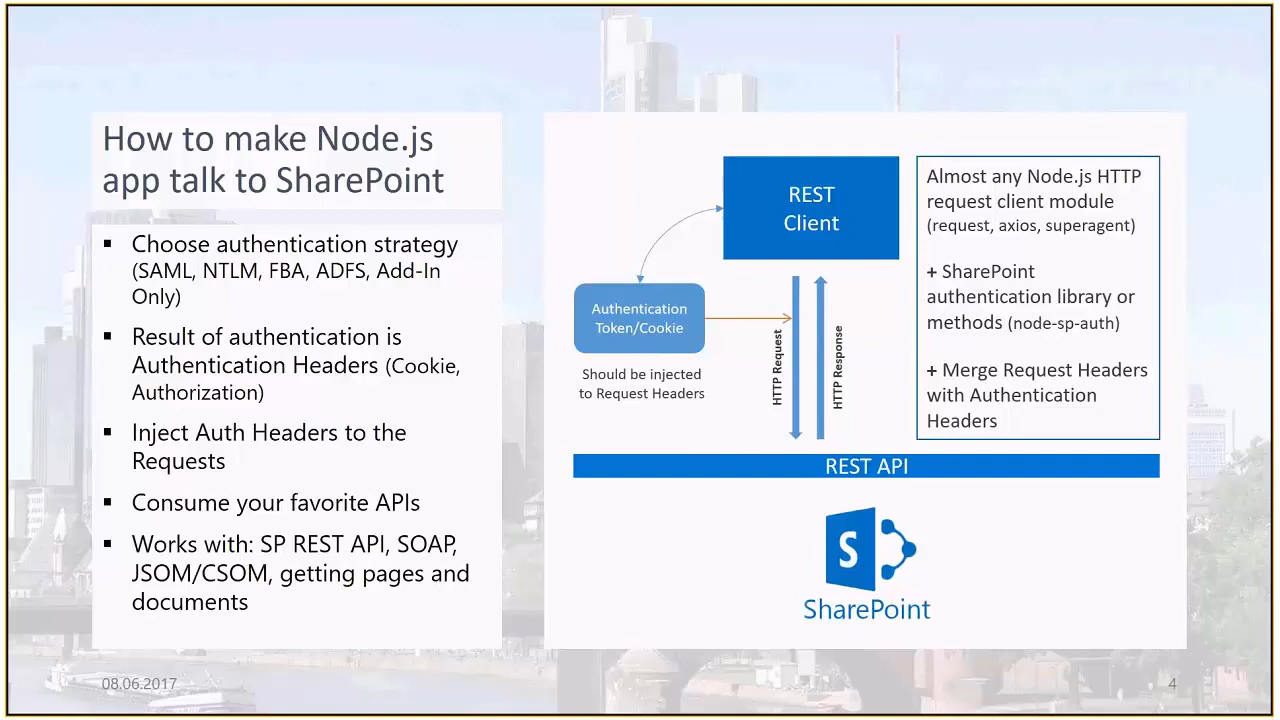 How to make Node.js
app talk to SharePoint
▪ Choose authentication strategy
(SAML, NTLM, FBA, ADFS, Add-In
Only)
▪ Result of authentication is
Authentication Headers (Cookie,
Authorization)
▪ Inject Auth Headers to the
Requests
▪ Consume your favorite APIs
▪ Works with: SP REST API, SOAP,
JSOM/CSOM, getting pages and
documents
REST
Client
Authentication
Token/Cookie
Should be injected
to Request Headers
HTTP Request
HTTP Response
Almost any Node.js HTTP
request client module
(request, axios, superagent)
+ SharePoint
authentication library or
methods (node-sp-auth)
+ Merge Request Headers
with Authentication
Headers
REST API
S
SharePoint
08.06.2017
4